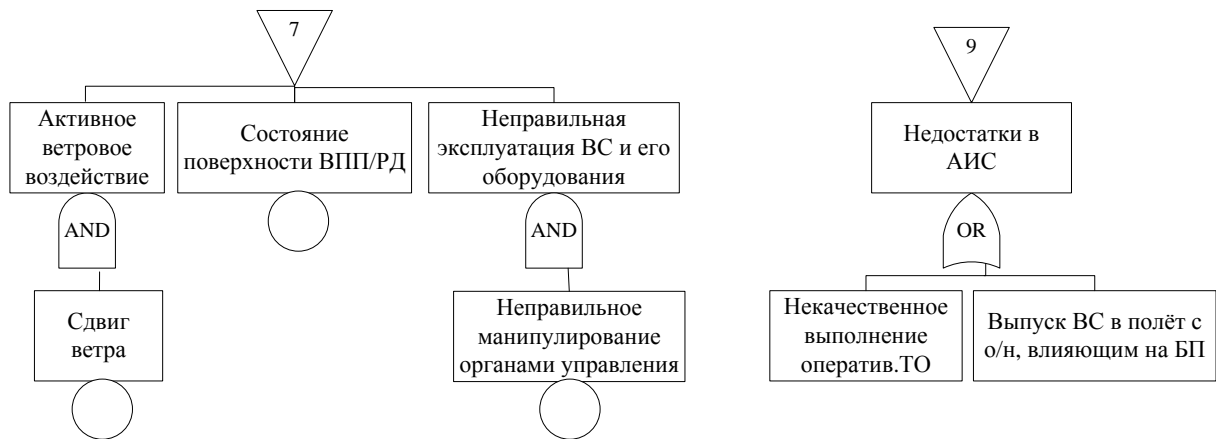 7
Активное
ветровое
воздействие
Состояние
поверхности ВПП/РД
Неправильная
эксплуатация ВС и его
оборудования
AND
AND
Сдвиг
ветра
Неправильное
манипулирование
органами управления
9
Недостатки в
АИС
OR
Некачественное
выполнение
оператив.ТО
Выпуск ВС в полёт с
о/н, влияющим на БП